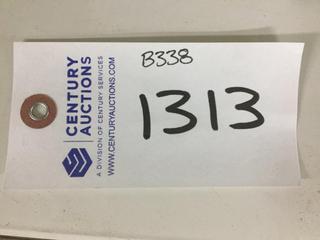 B338
1313
CENTURY
AUCTIONS
A DIVISION OF CENTURY SERVICES
WWW.CENTURYAUCTIONS.COM